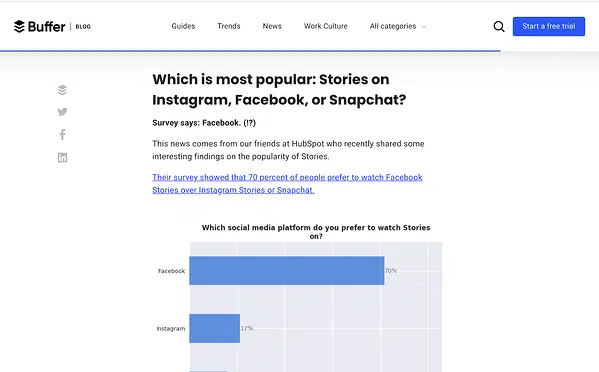 Buffer | BLOG
Guides
Trends
News
Work Culture
All categories
Start a free trial
Which is most popular: Stories on
Instagram, Facebook, or Snapchat?
Survey says: Facebook. (!?)
This news comes from our friends at HubSpot who recently shared some
interesting findings on the popularity of Stories.
Their survey showed that 70 percent of people prefer to watch Facebook
Stories over Instagram Stories or Snapchat.
Which social media platform do you prefer to watch Stories
on?
Facebook
70%
Instagram
17%